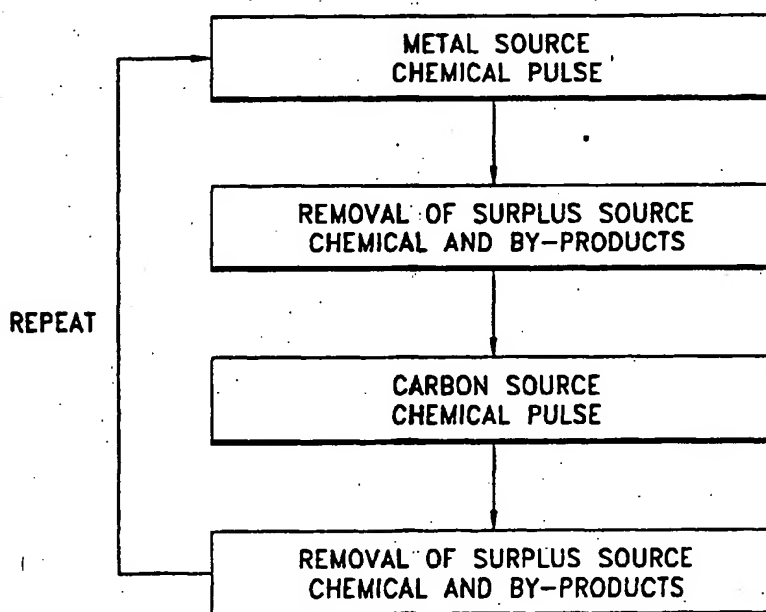 METAL SOURCE
CHEMICAL PULSE
REMOVAL OF SURPLUS SOURCE
CHEMICAL AND BY-PRODUCTS
REPEAT
CARBON SOURCE
CHEMICAL PULSE
REMOVAL OF SURPLUS SOURCE
CHEMICAL AND BY-PRODUCTS